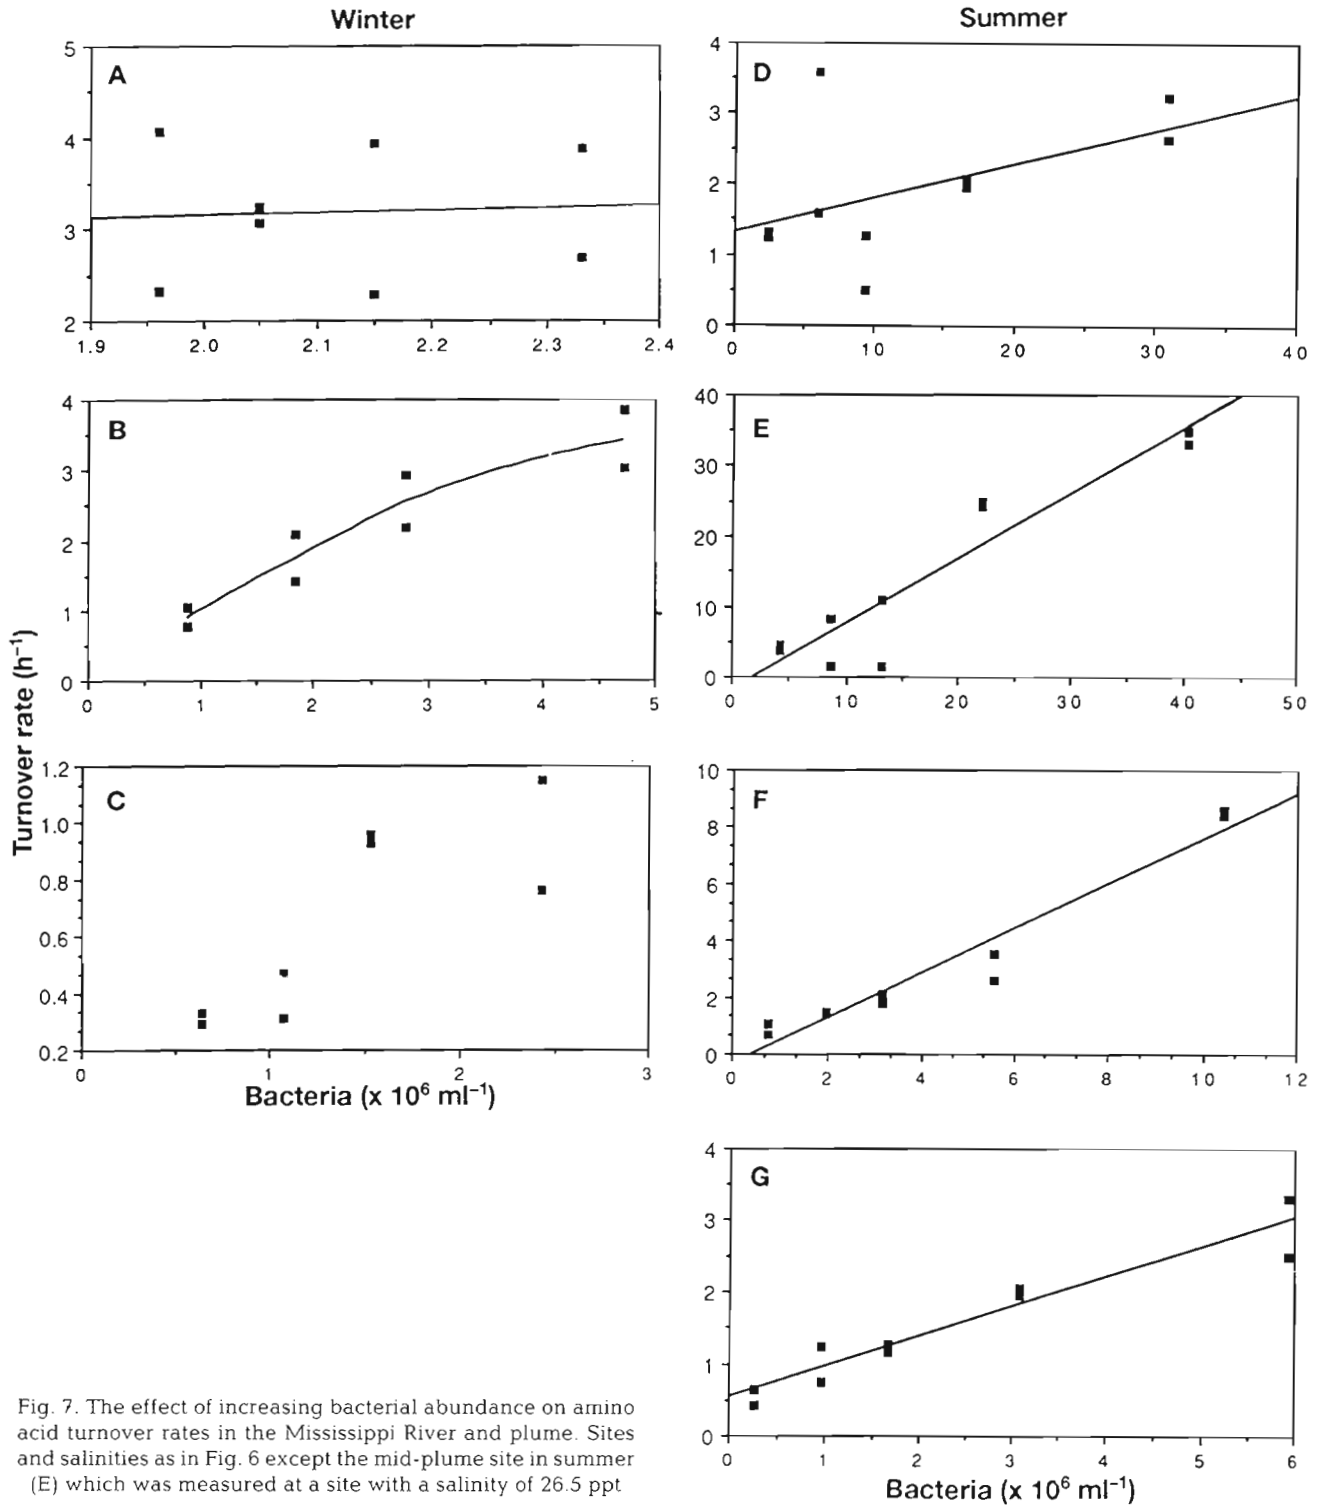 Winter
Summer
A
5
4
3
2
1.9 2.0 2.1 2.2 2.3 2.4
D
4
3
2
1
0
0 10 20 30 40
B
4
3
2
1
0
0 1 2 3 4 5
E
40
30
20
10
0
0 10 20 30 40 50
Turnover rate (h⁻¹)
C
1.2
1.0
0.8
0.6
0.4
0.2
0 1 2 3
Bacteria (x 10⁶ ml⁻¹)
F
10
8
6
4
2
0
0 2 4 6 8 10 12
G
4
3
2
1
0
0 1 2 3 4 5 6
Bacteria (x 10⁶ ml⁻¹)
Fig. 7. The effect of increasing bacterial abundance on amino
acid turnover rates in the Mississippi River and plume. Sites
and salinities as in Fig. 6 except the mid-plume site in summer
(E) which was measured at a site with a salinity of 26.5 ppt